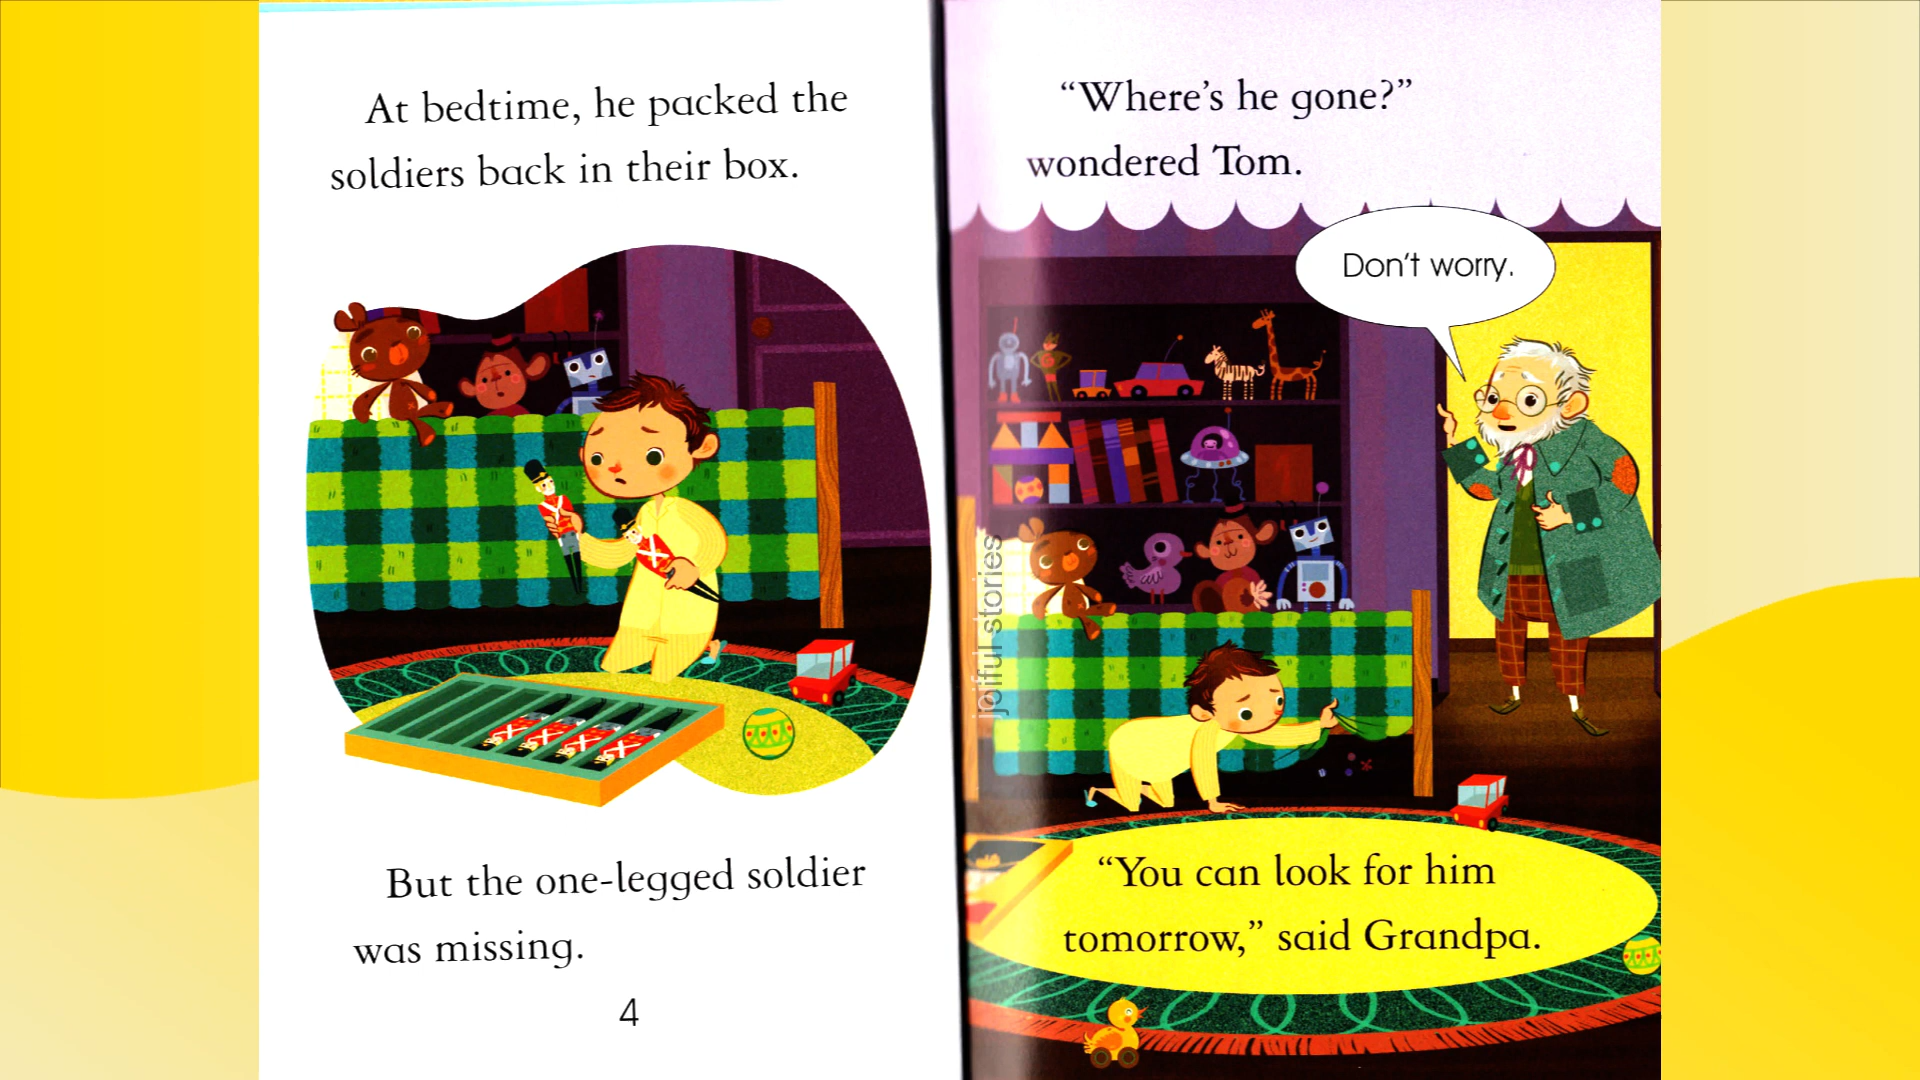 At bedtime, he packed the
soldiers back in their box.
But the one-legged soldier
was missing.
4
“Where’s he gone?”
wondered Tom.
Don’t worry.
“You can look for him
tomorrow,” said Grandpa.
joiful stories